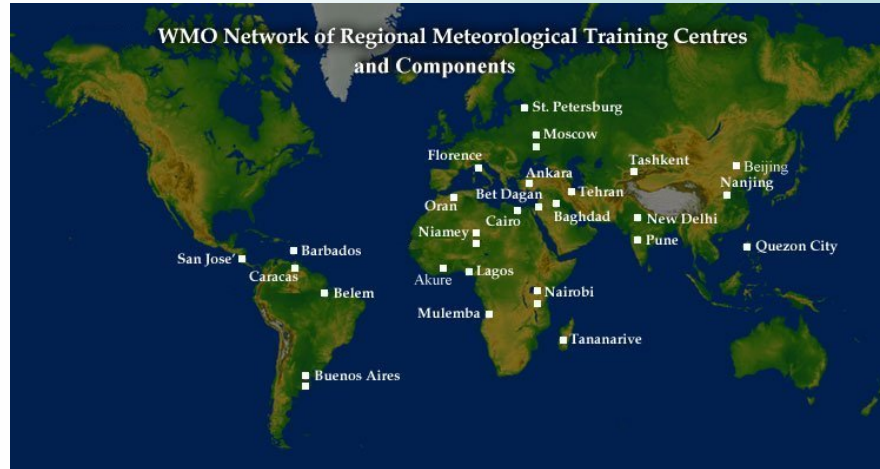 WMO Network of Regional Meteorological Training Centres
and Components
St. Petersburg
Moscow
Florence
Tashkent
Beijing
Ankara
Nanjing
Bet Dagan
Tehran
Oran
Cairo
Baghdad
New Delhi
Niamey
Pune
Quezon City
Barbados
San Jose'
Caracas
Akure
Lagos
Belem
Nairobi
Mulemba
Tananarive
Buenos Aires